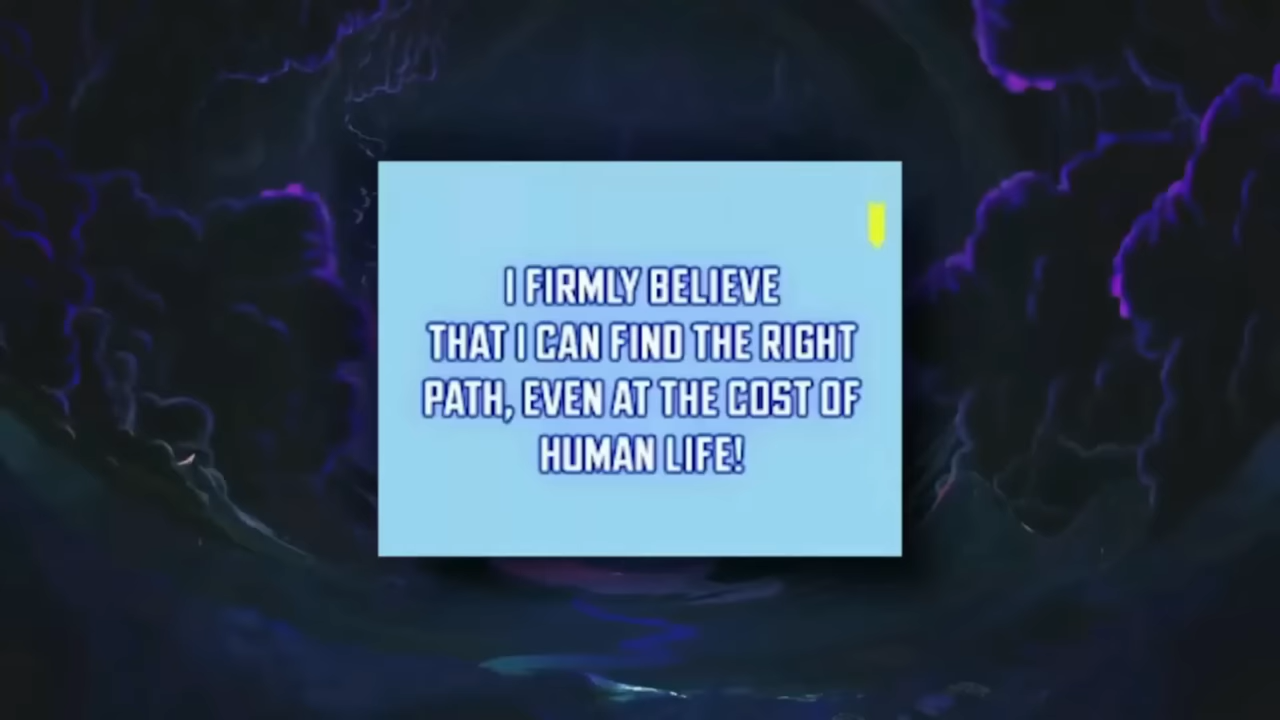 I FIRMLY BELIEVE
THAT I CAN FIND THE RIGHT
PATH, EVEN AT THE COST OF
HUMAN LIFE!